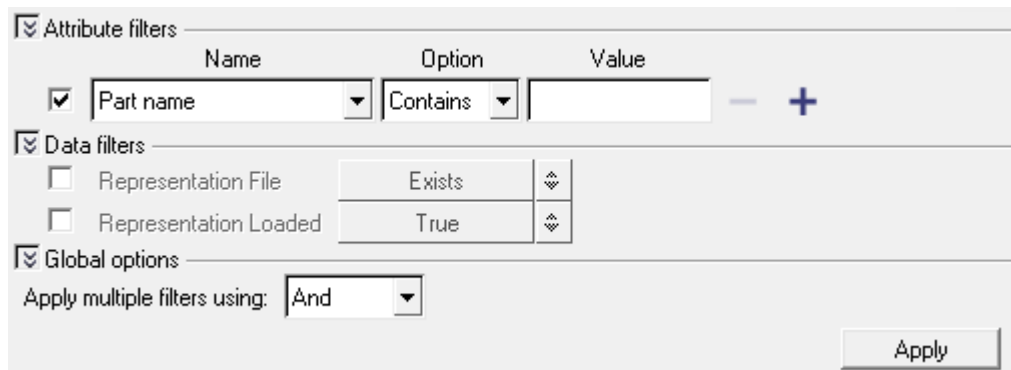 Attribute filters
Name Option Value
Part name Contains
Data filters
Representation File Exists
Representation Loaded True
Global options
Apply multiple filters using: And
Apply